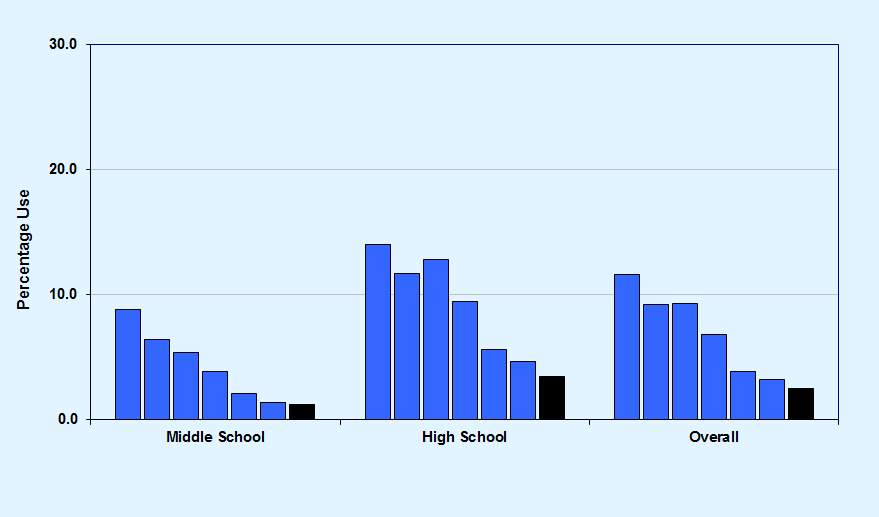 30.0
20.0
10.0
0.0
Percentage Use
Middle School
High School
Overall